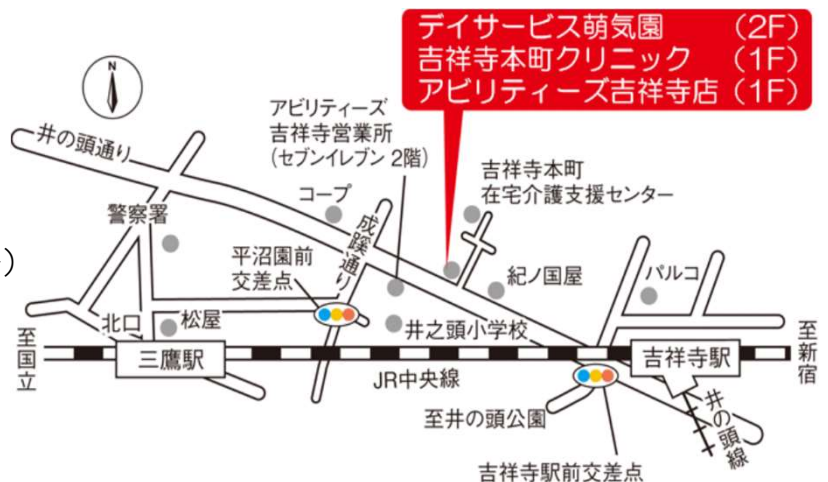 デイサービス萌気園 (2F)
吉祥寺本町クリニック (1F)
アビリティーズ吉祥寺店 (1F)
N
アビリティーズ
吉祥寺営業所
(セブンイレブン 2階)
井の頭通り
吉祥寺本町
在宅介護支援センター
コープ
警察署
成蹊通り
平沼園前
交差点
紀ノ国屋
パルコ
)
北口
松屋
井之頭小学校
至国立
三鷹駅
吉祥寺駅
至新宿
JR中央線
至井の頭公園
井の頭線
吉祥寺駅前交差点